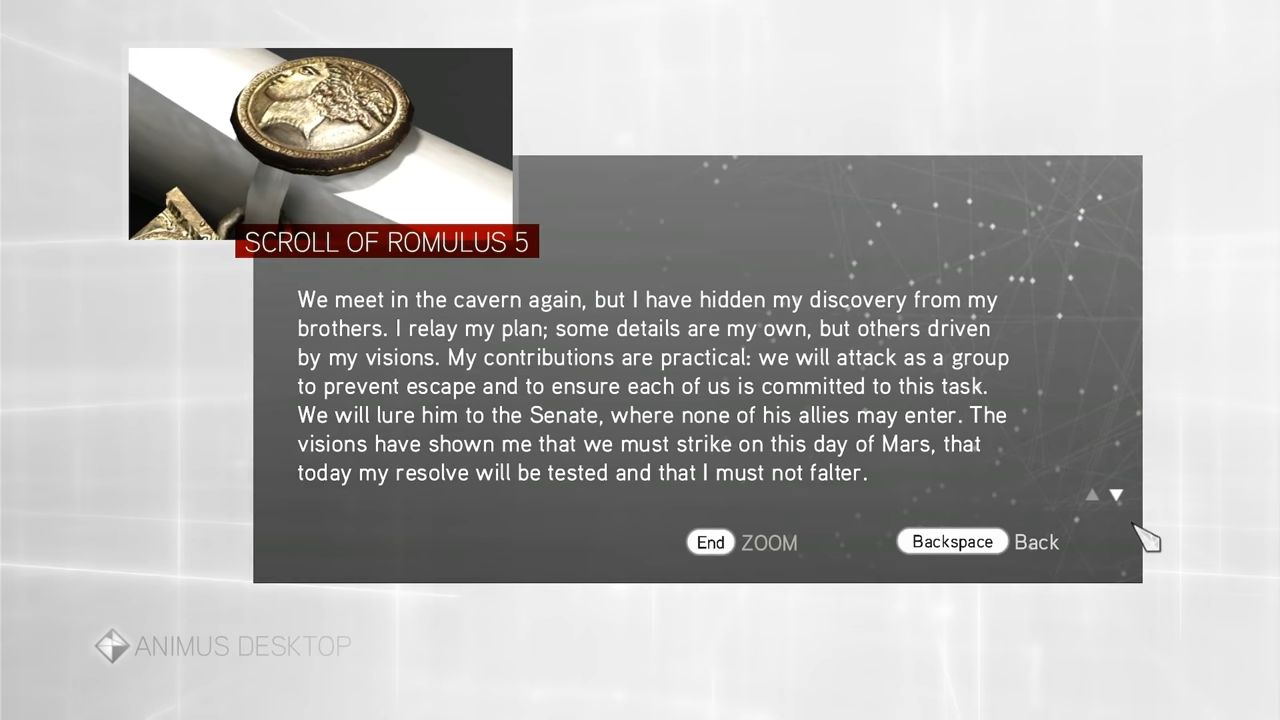 SCROLL OF ROMULUS 5
We meet in the cavern again, but I have hidden my discovery from my
brothers. I relay my plan; some details are my own, but others driven
by my visions. My contributions are practical: we will attack as a group
to prevent escape and to ensure each of us is committed to this task.
We will lure him to the Senate, where none of his allies may enter. The
visions have shown me that we must strike on this day of Mars, that
today my resolve will be tested and that I must not falter.
End ZOOM Backspace Back
ANIMUS DESKTOP